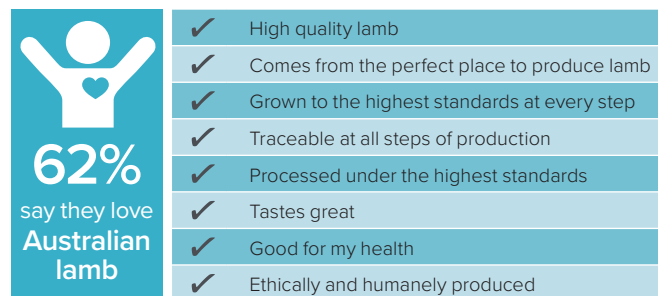 62%
say they love
Australian
lamb
High quality lamb
Comes from the perfect place to produce lamb
Grown to the highest standards at every step
Traceable at all steps of production
Processed under the highest standards
Tastes great
Good for my health
Ethically and humanely produced